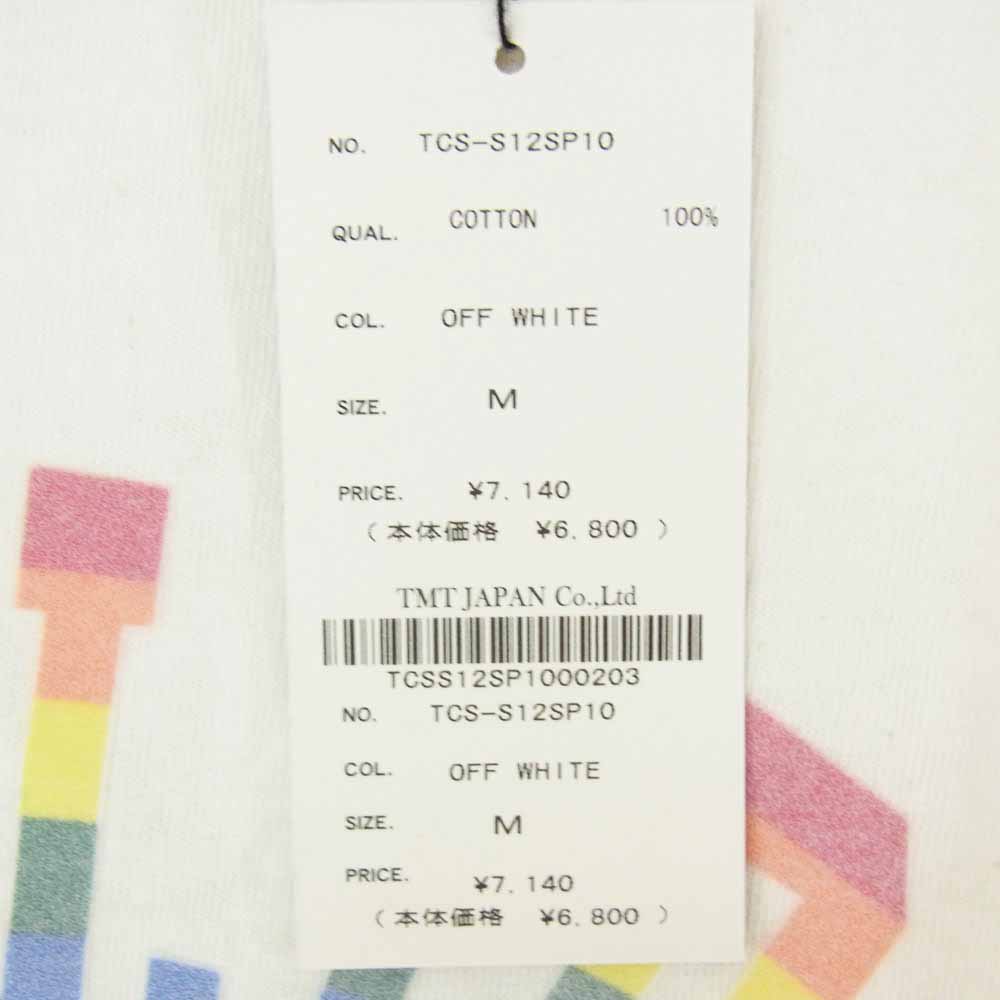 NO. TCS-S12SP10
QUAL. COTTON 100%
COL. OFF WHITE
SIZE. M
PRICE. ¥7.140
(本体価格 ¥6.800)
TMT JAPAN Co.,Ltd
TCSS12SP1000203
NO. TCS-S12SP10
COL. OFF WHITE
SIZE. M
PRICE. ¥7.140
(本体価格 ¥6.800)